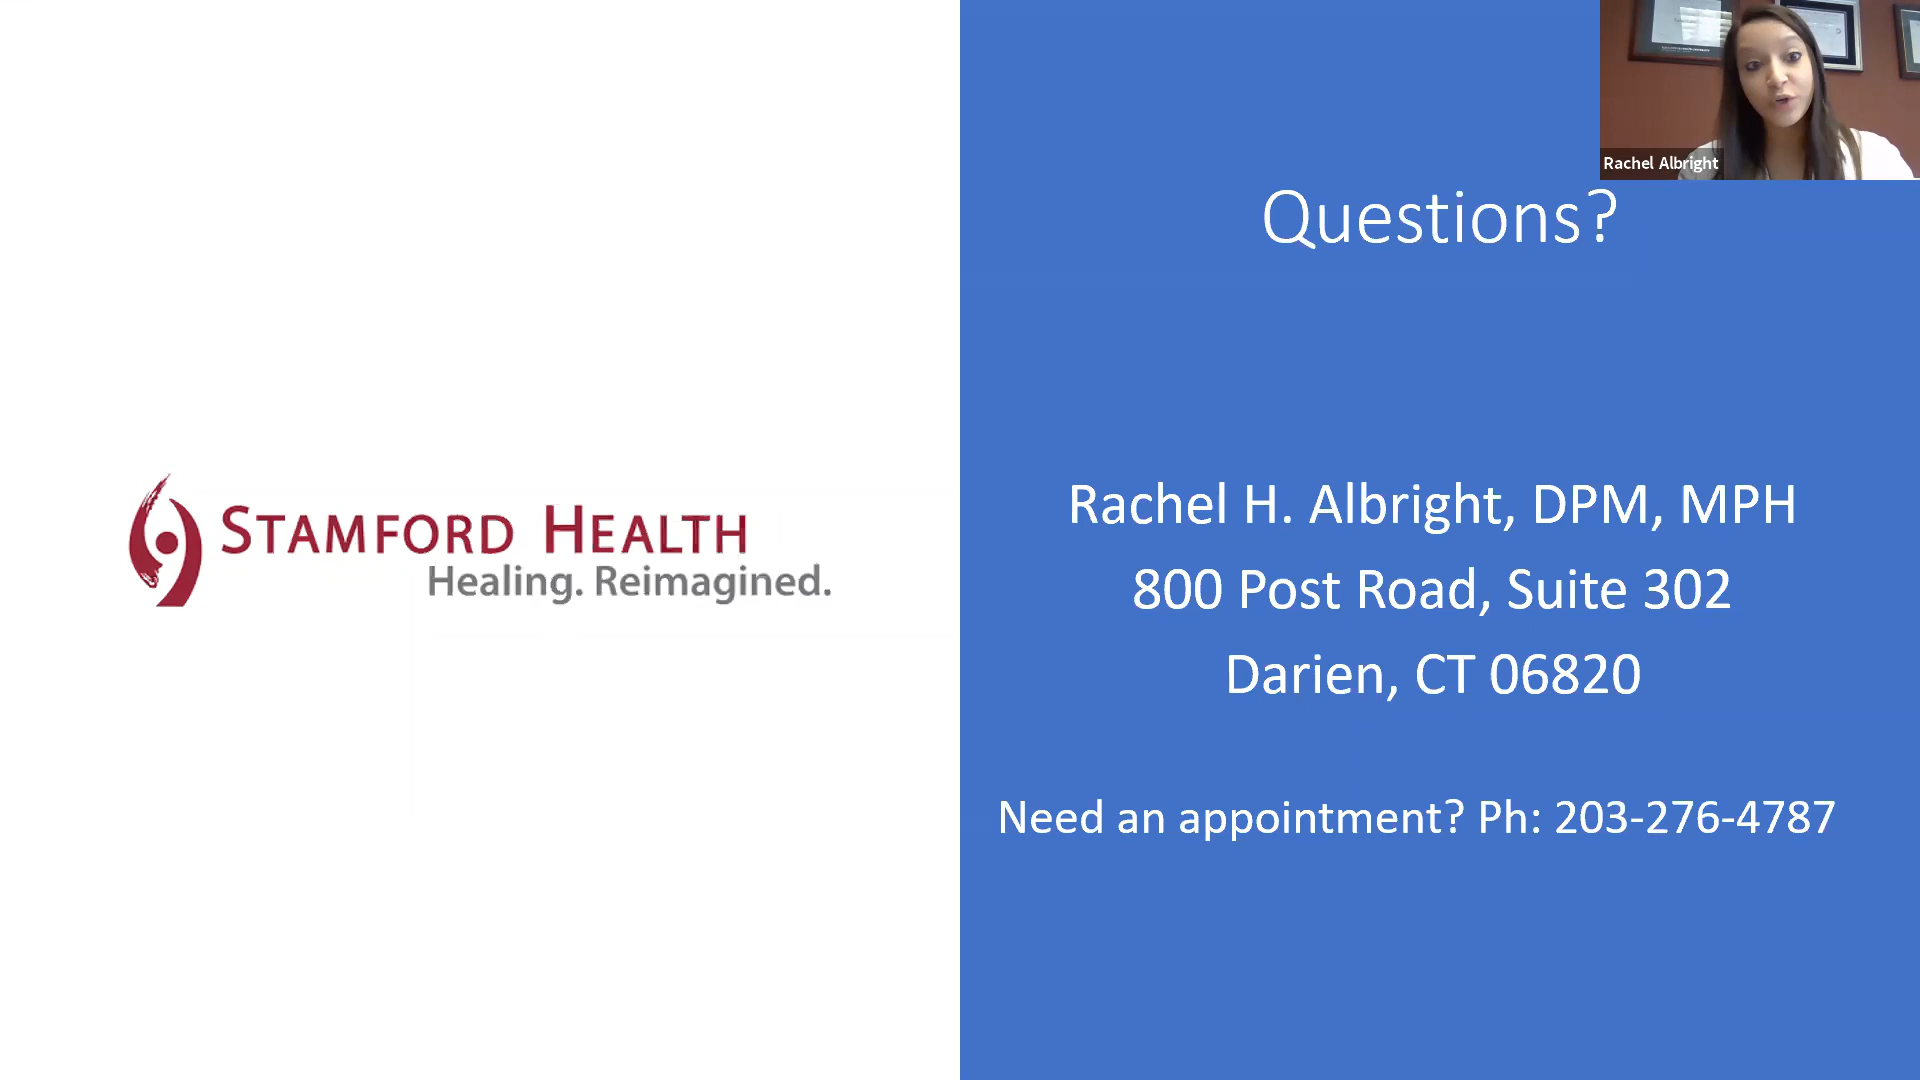 Rachel Albright
Questions?
STAMFORD HEALTH
Healing. Reimagined.
Rachel H. Albright, DPM, MPH
800 Post Road, Suite 302
Darien, CT 06820
Need an appointment? Ph: 203-276-4787